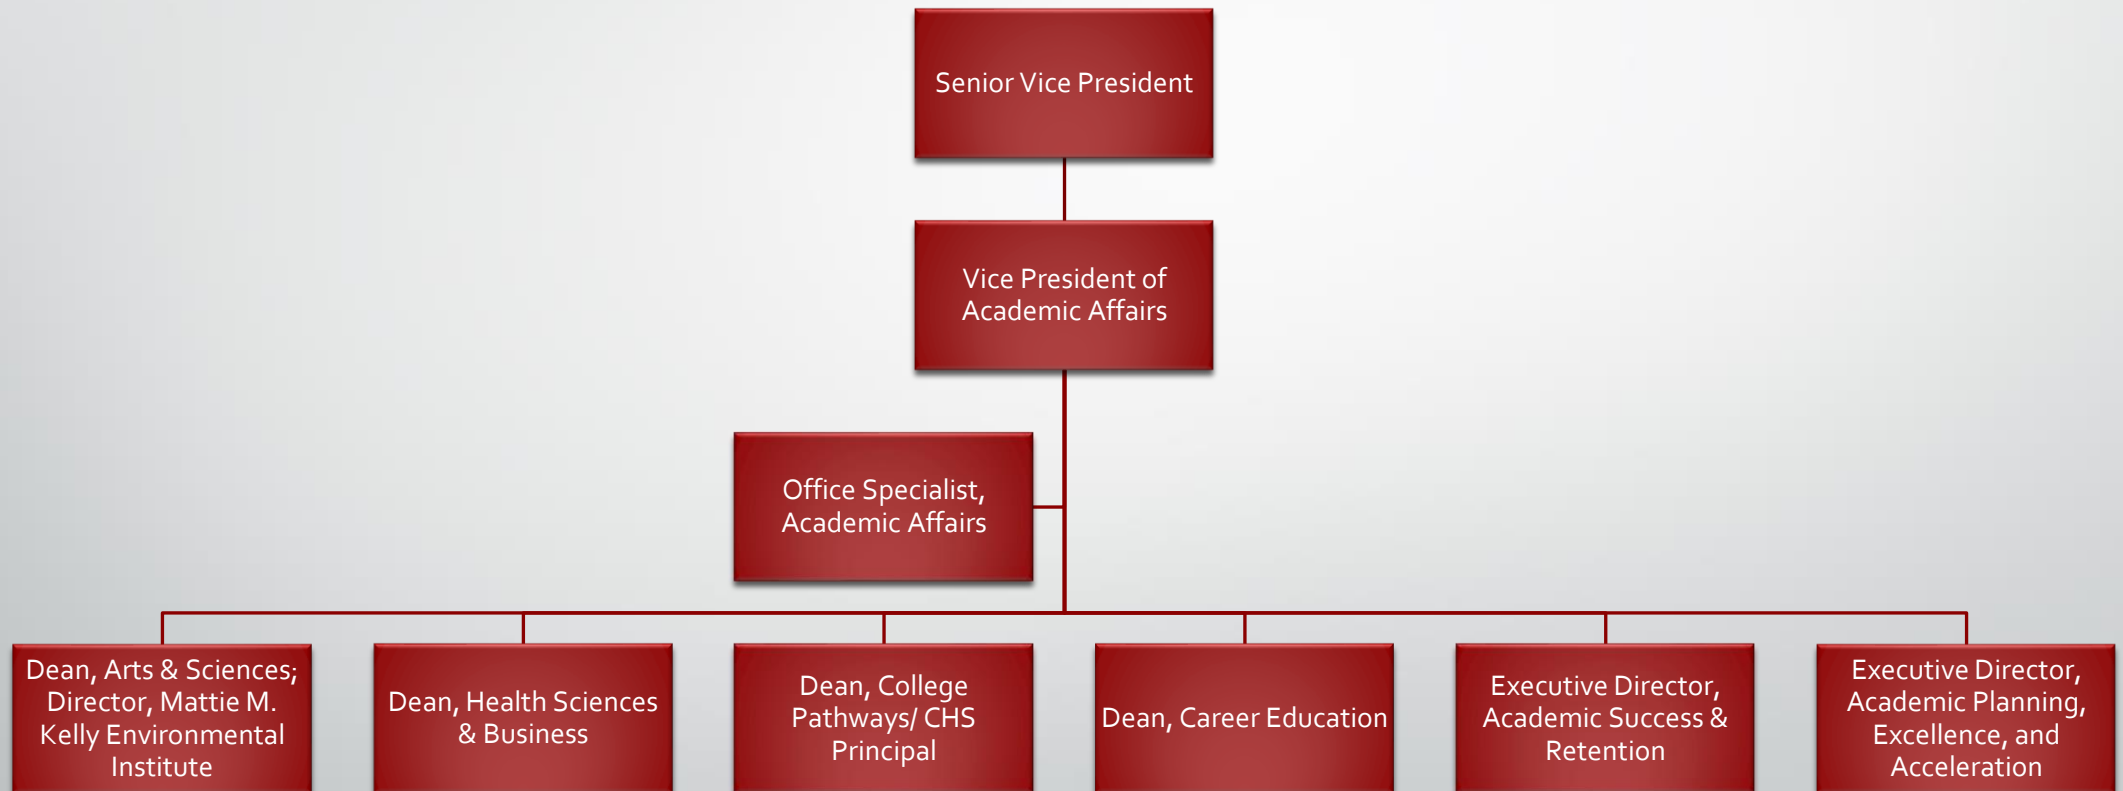 Senior Vice President
Vice President of
Academic Affairs
Office Specialist,
Academic Affairs
Dean, Arts & Sciences;
Director, Mattie M.
Kelly Environmental
Institute
Dean, Health Sciences
& Business
Dean, College
Pathways/ CHS
Principal
Dean, Career Education
Executive Director,
Academic Success &
Retention
Executive Director,
Academic Planning,
Excellence, and
Acceleration